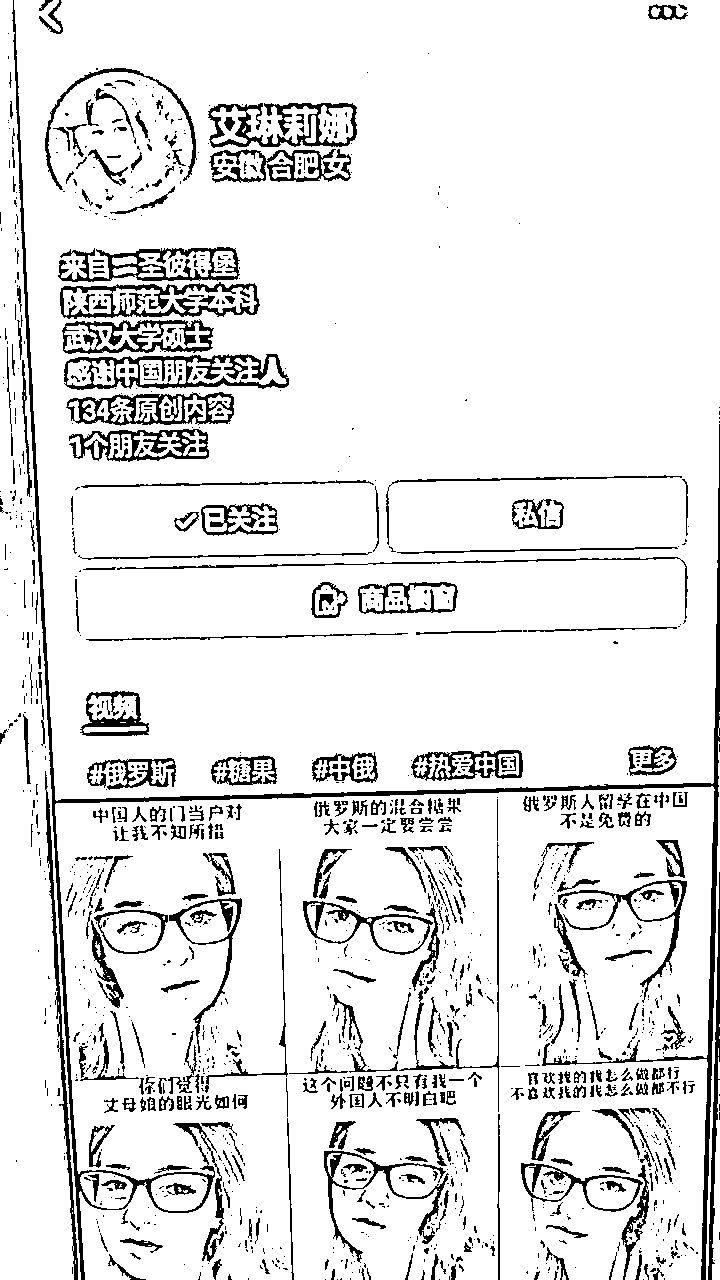 艾琳莉娜
安徽 合肥 女
来自三圣彼得堡
陕西师范大学本科
武汉大学硕士
感谢中国朋友关注人
134条原创内容
1个朋友关注
已关注
私信
商品橱窗
视频
#俄罗斯 #糖果 #中俄 #热爱中国 更多
中国人的门当户对
让我不知所措
俄罗斯的混合糖果
大家一定要尝尝
俄罗斯人留学在中国
不是免费的
你们觉得
艾母娘的眼光如何
这个问题不只有我一个
外国人不明白吧
喜欢我的我怎么做都行
不喜欢我的我怎么做都不行